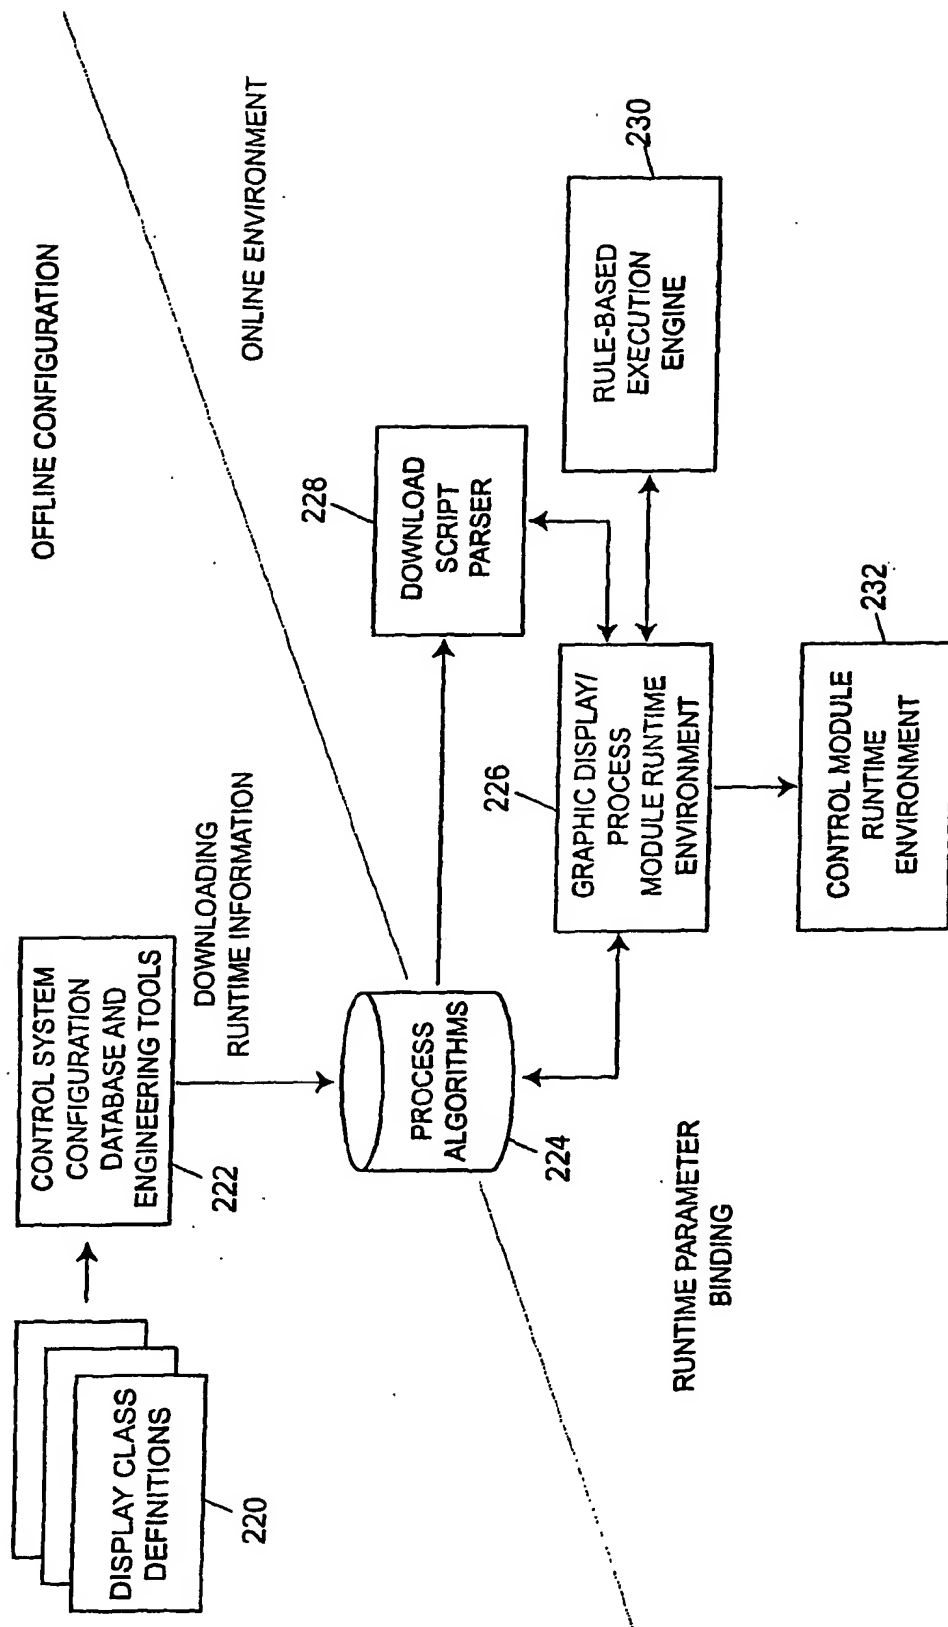 OFFLINE CONFIGURATION
ONLINE ENVIRONMENT
DISPLAY CLASS
DEFINITIONS
220
CONTROL SYSTEM
CONFIGURATION
DATABASE AND
ENGINEERING TOOLS
222
DOWNLOADING
RUNTIME INFORMATION
PROCESS
ALGORITHMS
224
DOWNLOAD
SCRIPT
PARSER
228
RULE-BASED
EXECUTION
ENGINE
230
GRAPHIC DISPLAY/
PROCESS
MODULE RUNTIME
ENVIRONMENT
226
RUNTIME PARAMETER
BINDING
CONTROL MODULE
RUNTIME
ENVIRONMENT
232